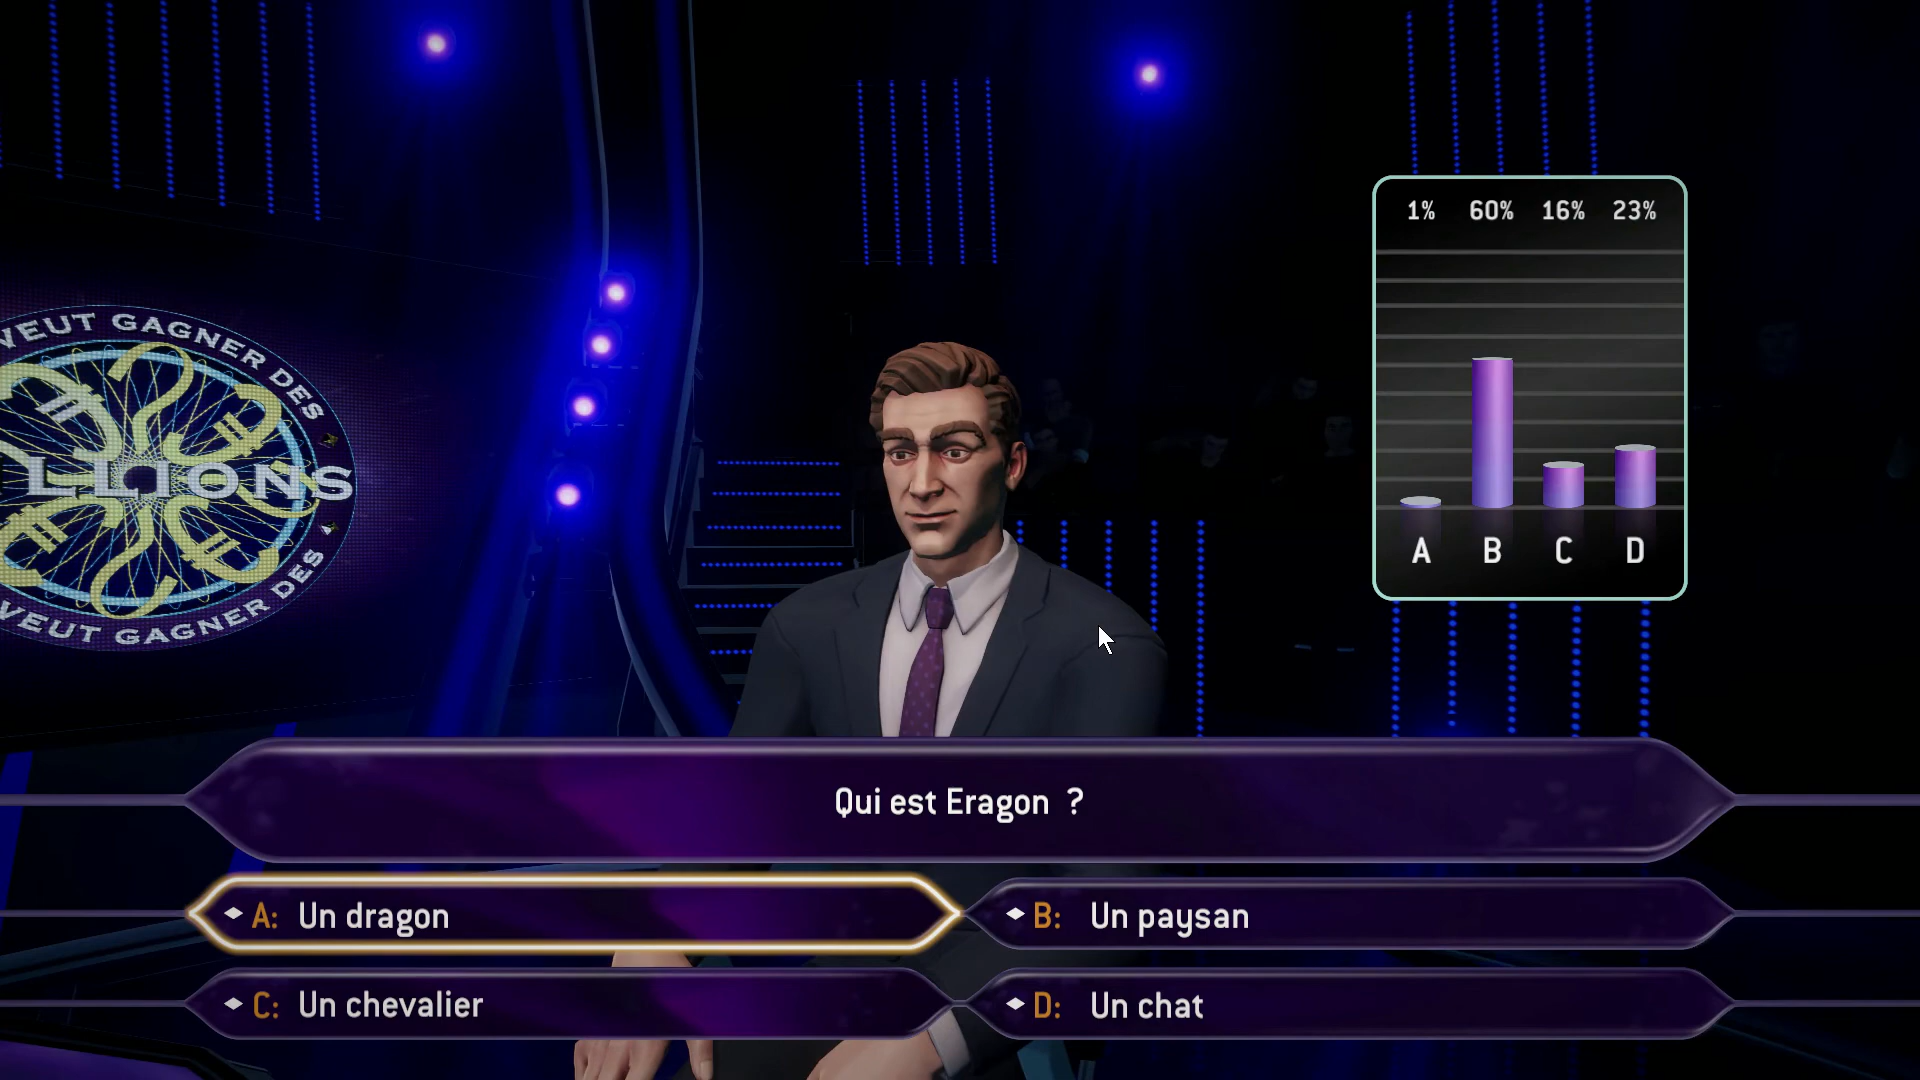 VEUT GAGNER DES
LLIONS
VEUT GAGNER DES
1% 60% 16% 23%
A B C D
Qui est Eragon ?
A: Un dragon
B: Un paysan
C: Un chevalier
D: Un chat